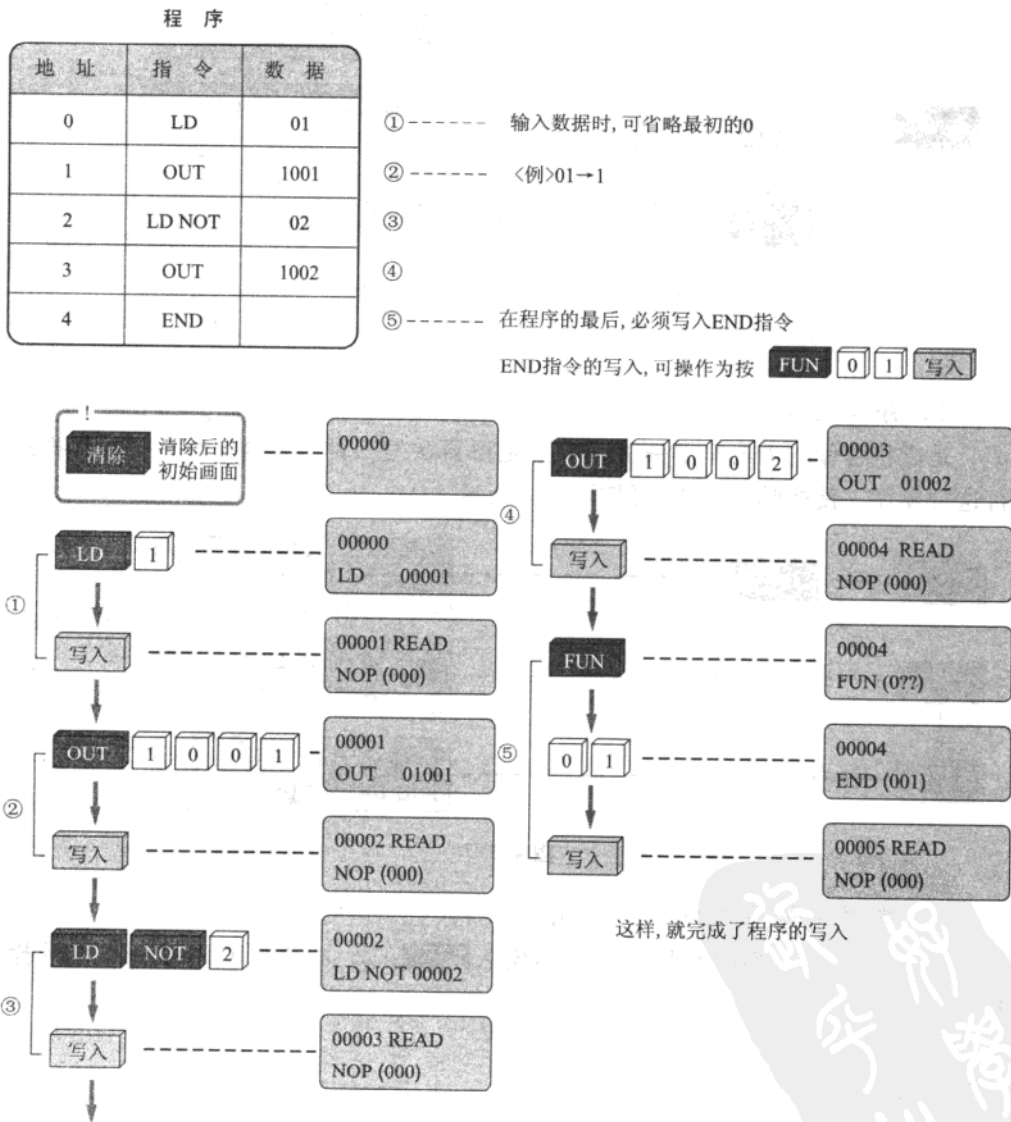 程 序
地 址 指 令 数 据
0 LD 01
1 OUT 1001
2 LD NOT 02
3 OUT 1002
4 END
①------ 输入数据时,可省略最初的0
②------ <例>01→1
③
④
⑤------ 在程序的最后,必须写入END指令
END指令的写入,可操作为按 FUN 0 1 写入
!
清除 清除后的
初始画面
00000
①
LD 1
00000
LD 00001
写入
00001 READ
NOP (000)
②
OUT 1 0 0 1
00001
OUT 01001
写入
00002 READ
NOP (000)
③
LD NOT 2
00002
LD NOT 00002
写入
00003 READ
NOP (000)
④
OUT 1 0 0 2
00003
OUT 01002
写入
00004 READ
NOP (000)
⑤
FUN
00004
FUN (0??)
0 1
00004
END (001)
写入
00005 READ
NOP (000)
这样,就完成了程序的写入